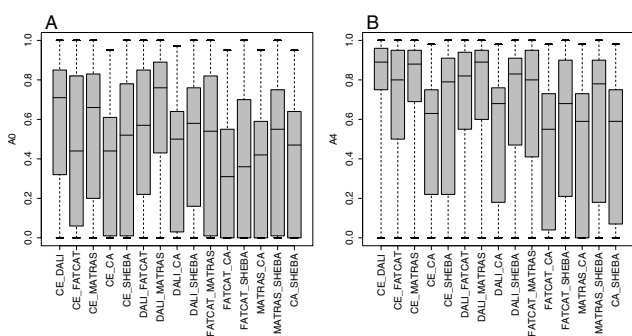 A
A0
1.0
0.8
0.6
0.4
0.2
0.0
CE_DALI
CE_FATCAT
CE_MATRAS
CE_CA
CE_SHEBA
DALI_FATCAT
DALI_MATRAS
DALI_CA
DALI_SHEBA
FATCAT_MATRAS
FATCAT_CA
FATCAT_SHEBA
MATRAS_CA
MATRAS_SHEBA
CA_SHEBA
B
A4
1.0
0.8
0.6
0.4
0.2
0.0
CE_DALI
CE_FATCAT
CE_MATRAS
CE_CA
CE_SHEBA
DALI_FATCAT
DALI_MATRAS
DALI_CA
DALI_SHEBA
FATCAT_MATRAS
FATCAT_CA
FATCAT_SHEBA
MATRAS_CA
MATRAS_SHEBA
CE_SHEBA